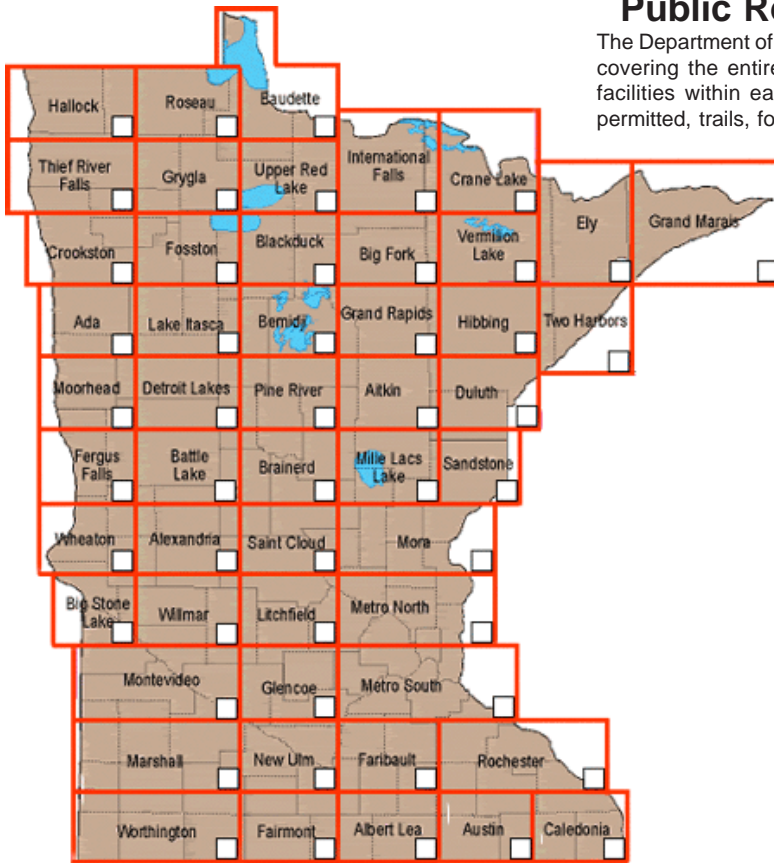 Public Re
The Department of
covering the entire
facilities within ea
permitted, trails, fo
Hallock
Roseau
Baudette
Thief River
Falls
Grygla
Upper Red
Lake
International
Falls
Crane Lake
Crookston
Fosston
Blackduck
Big Fork
Vermilion
Lake
Ely
Grand Marais
Ada
Lake Itasca
Bemidji
Grand Rapids
Hibbing
Two Harbors
Moorhead
Detroit Lakes
Pine River
Aitkin
Duluth
Fergus
Falls
Battle
Lake
Brainerd
Mille Lacs
Lake
Sandstone
Wheaton
Alexandria
Saint Cloud
Mora
Big Stone
Lake
Willmar
Litchfield
Metro North
Montevideo
Glencoe
Metro South
Marshall
New Ulm
Faribault
Rochester
Worthington
Fairmont
Albert Lea
Austin
Caledonia